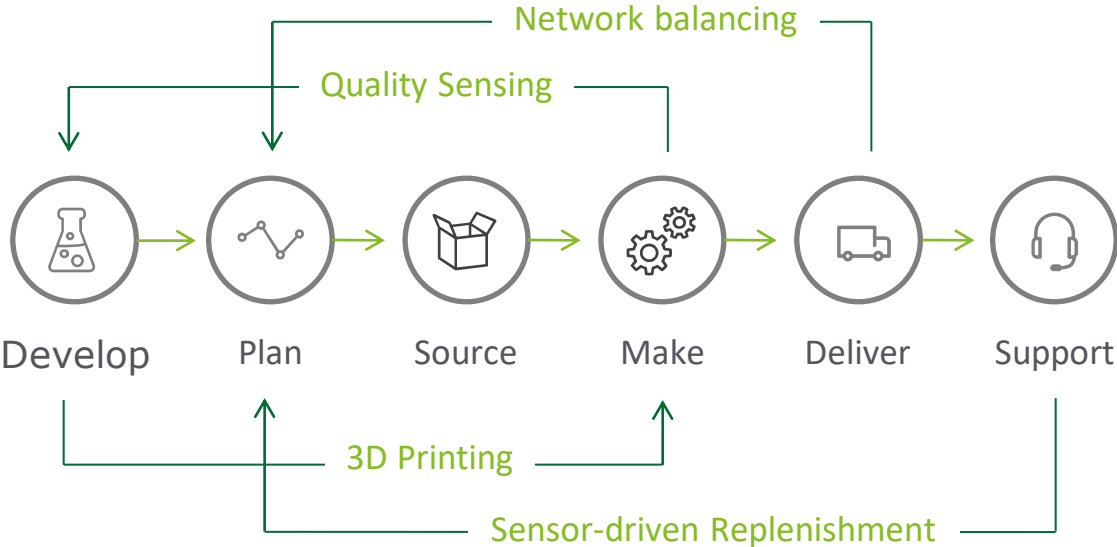 Network balancing
Quality Sensing
Develop
Plan
Source
Make
Deliver
Support
3D Printing
Sensor-driven Replenishment